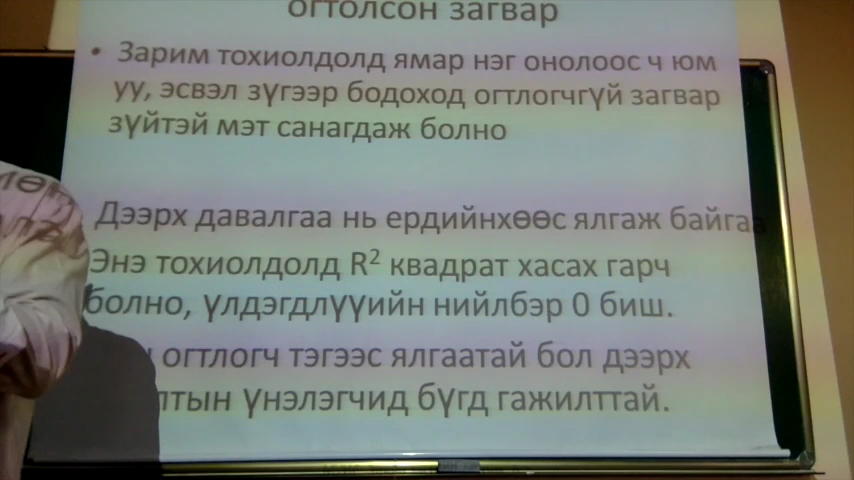 огтолсон загвар
• Зарим тохиолдолд ямар нэг онолоос ч юм
уу, эсвэл зүгээр бодоход огтлогчгүй загвар
зүйтэй мэт санагдаж болно
Дээрх давалгаа нь ердийнхөөс ялгаж байгаа
Энэ тохиолдолд R² квадрат хасах гарч
болно, үлдэгдлүүийн нийлбэр 0 биш.
огтлогч тэгээс ялгаатай бол дээрх
үнэлэгчид бүгд гажилттай.